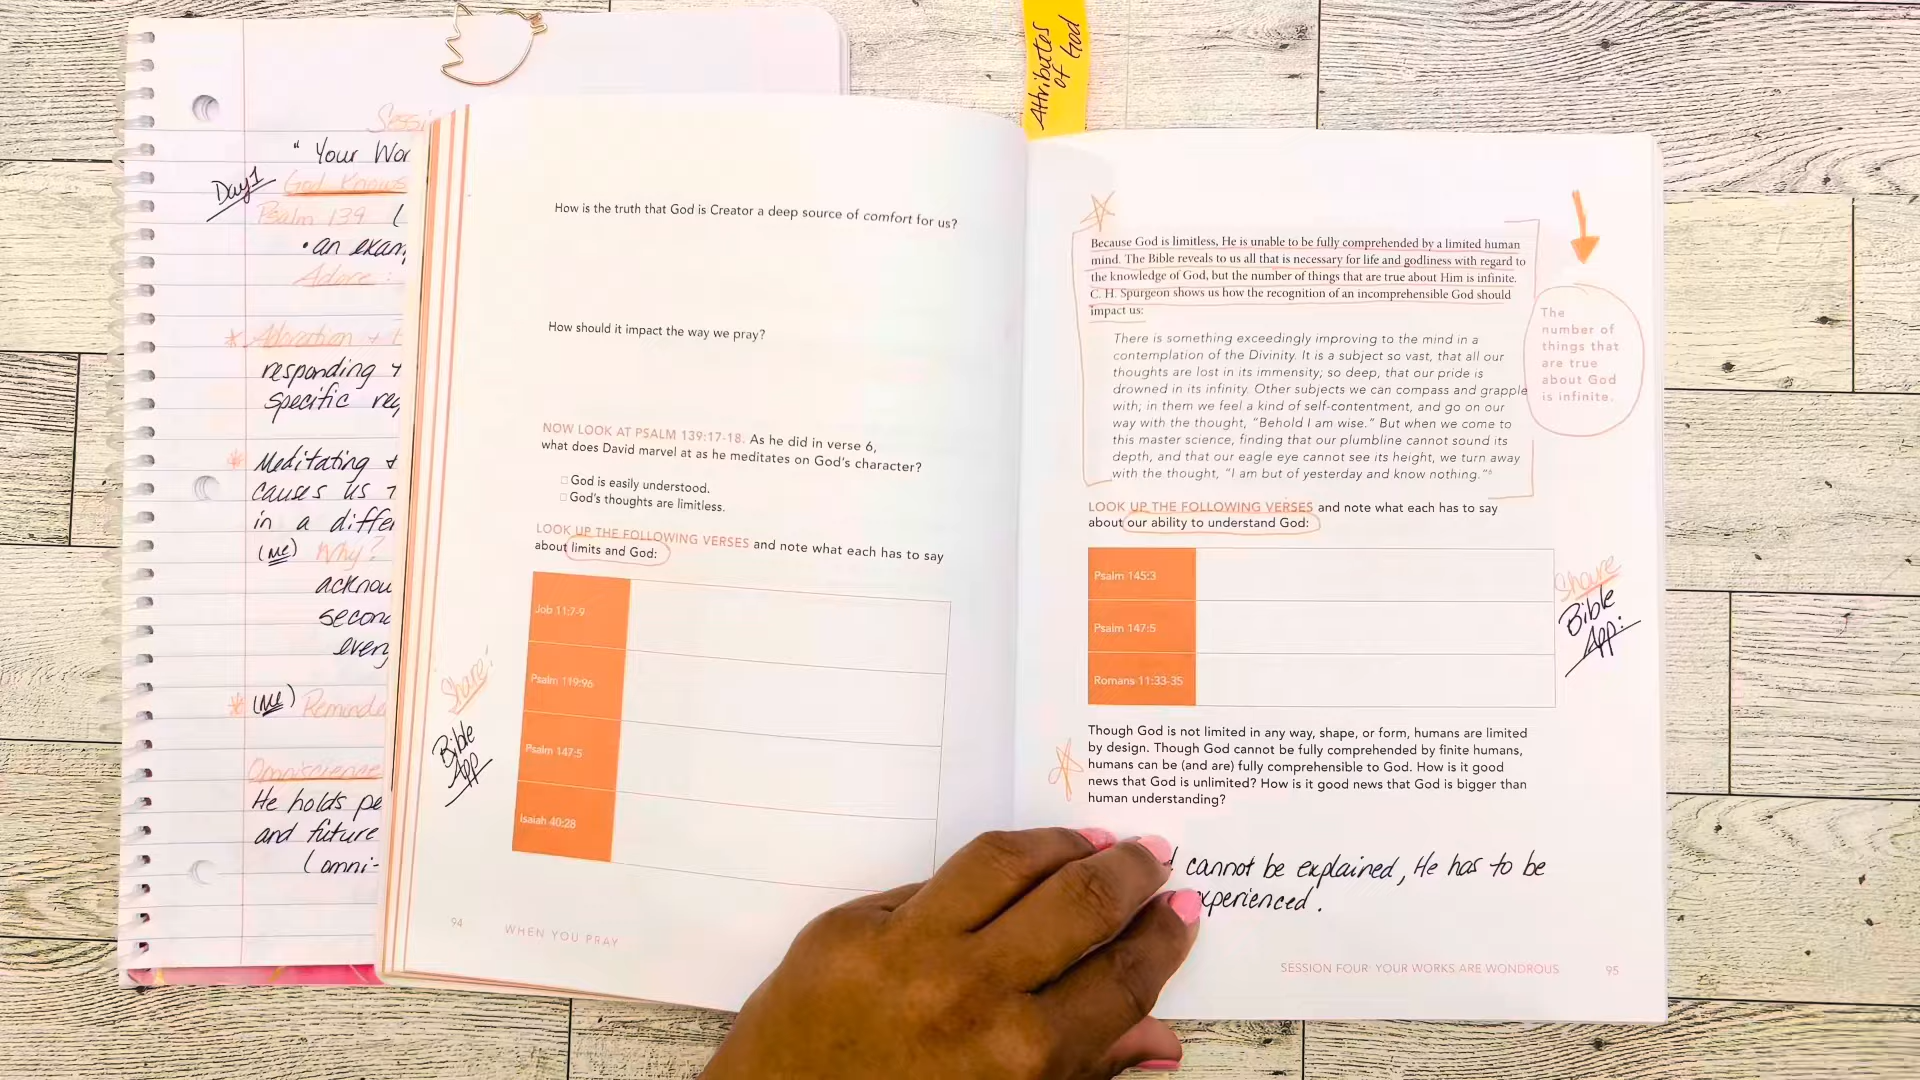 Attributes
of God
Sessi
" Your Wor
Day 1
God Knows
Psalm 139 (
• an exam
Adore :
* Adoration +
responding +
specific req
* Meditating +
causes us
in a differ
(me) Why?
acknow
second
every
* (me) Reminde
Omniscience
He holds pe
and future
(omni-
How is the truth that God is Creator a deep source of comfort for us?
How should it impact the way we pray?
NOW LOOK AT PSALM 139:17-18. As he did in verse 6,
what does David marvel at as he meditates on God's character?
□ God is easily understood.
□ God's thoughts are limitless.
LOOK UP THE FOLLOWING VERSES and note what each has to say
about limits and God:
Job 11:7-9
Psalm 119:96
Psalm 147:5
Isaiah 40:28
Share:
Bible
App
94 WHEN YOU PRAY
Because God is limitless, He is unable to be fully comprehended by a limited human
mind. The Bible reveals to us all that is necessary for life and godliness with regard to
the knowledge of God, but the number of things that are true about Him is infinite.
C. H. Spurgeon shows us how the recognition of an incomprehensible God should
impact us:
There is something exceedingly improving to the mind in a
contemplation of the Divinity. It is a subject so vast, that all our
thoughts are lost in its immensity; so deep, that our pride is
drowned in its infinity. Other subjects we can compass and grapple
with; in them we feel a kind of self-contentment, and go on our
way with the thought, "Behold I am wise." But when we come to
this master science, finding that our plumbline cannot sound its
depth, and that our eagle eye cannot see its height, we turn away
with the thought, "I am but of yesterday and know nothing."⁶
The
number of
things that
are true
about God
is infinite.
LOOK UP THE FOLLOWING VERSES and note what each has to say
about our ability to understand God:
Psalm 145:3
Psalm 147:5
Romans 11:33-35
Share
Bible
App:
Though God is not limited in any way, shape, or form, humans are limited
by design. Though God cannot be fully comprehended by finite humans,
humans can be (and are) fully comprehensible to God. How is it good
news that God is unlimited? How is it good news that God is bigger than
human understanding?
cannot be explained, He has to be
xperienced.
SESSION FOUR: YOUR WORKS ARE WONDROUS 95